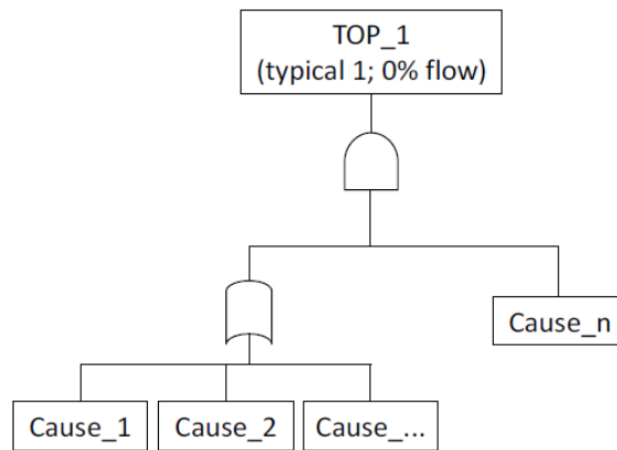 TOP_1
(typical 1; 0% flow)
Cause_n
Cause_1
Cause_2
Cause_...